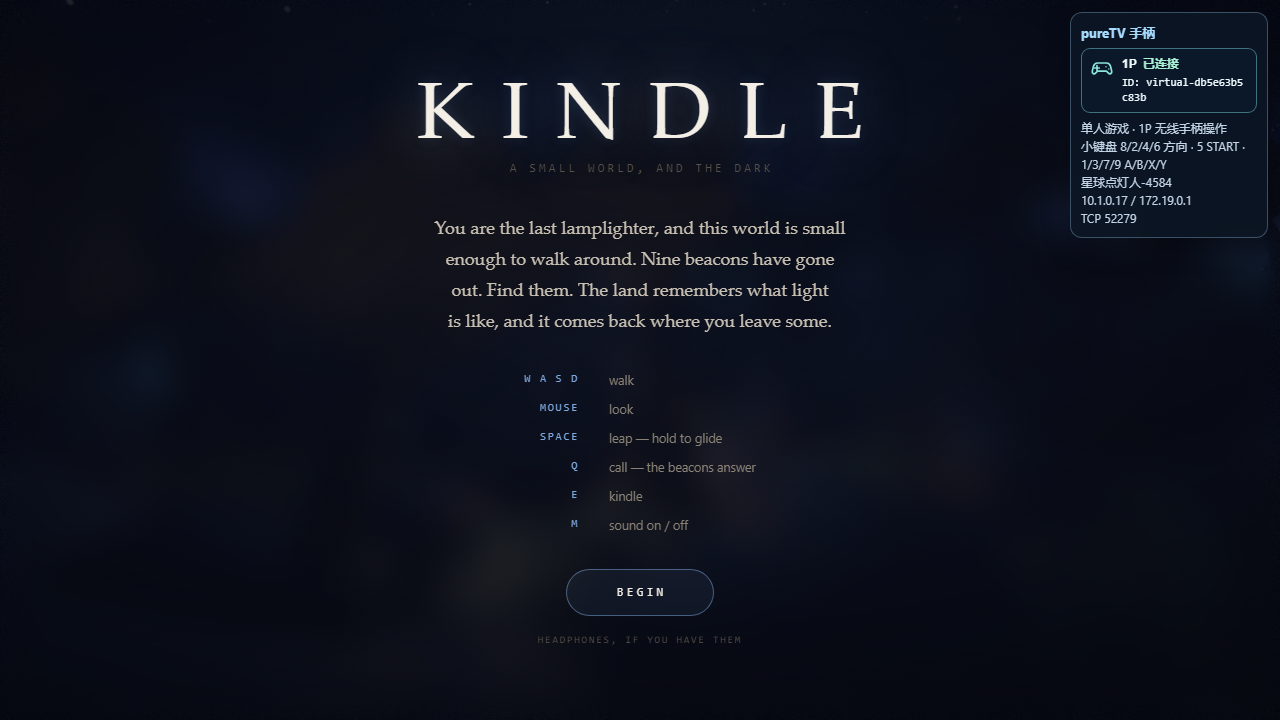 KINDLE
A SMALL WORLD, AND THE DARK
You are the last lamplighter, and this world is small
enough to walk around. Nine beacons have gone
out. Find them. The land remembers what light
is like, and it comes back where you leave some.
W A S D walk
MOUSE look
SPACE leap — hold to glide
Q call — the beacons answer
E kindle
M sound on / off
BEGIN
HEADPHONES, IF YOU HAVE THEM
pureTV 手柄
1P 已连接
ID: virtual-db5e63b5
c83b
单人游戏 · 1P 无线手柄操作
小键盘 8/2/4/6 方向 · 5 START ·
1/3/7/9 A/B/X/Y
星球点灯人-4584
10.1.0.17 / 172.19.0.1
TCP 52279